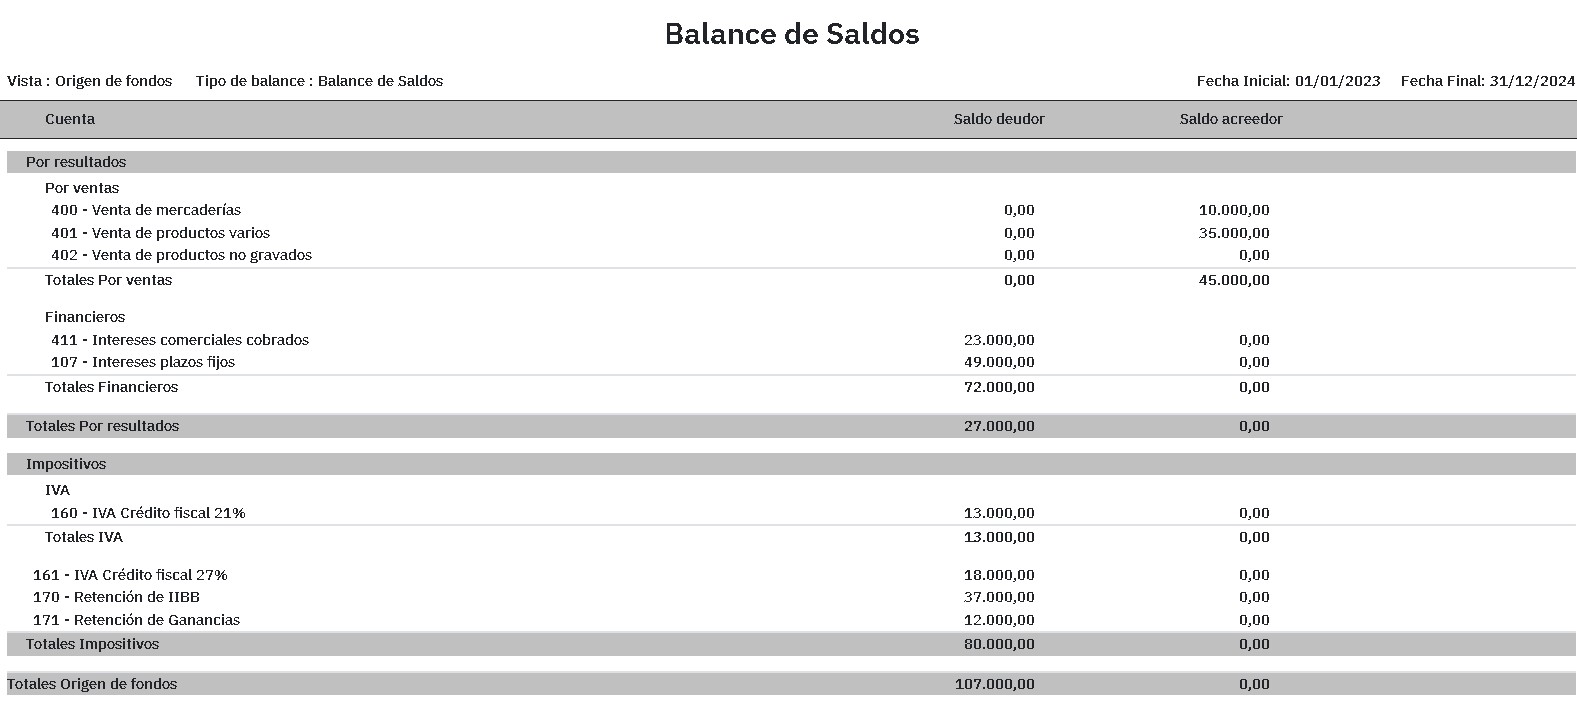 Balance de Saldos
Vista : Origen de fondos Tipo de balance : Balance de Saldos Fecha Inicial: 01/01/2023 Fecha Final: 31/12/2024
Cuenta Saldo deudor Saldo acreedor
Por resultados
Por ventas
400 - Venta de mercaderías 0,00 10.000,00
401 - Venta de productos varios 0,00 35.000,00
402 - Venta de productos no gravados 0,00 0,00
Totales Por ventas 0,00 45.000,00
Financieros
411 - Intereses comerciales cobrados 23.000,00 0,00
107 - Intereses plazos fijos 49.000,00 0,00
Totales Financieros 72.000,00 0,00
Totales Por resultados 27.000,00 0,00
Impositivos
IVA
160 - IVA Crédito fiscal 21% 13.000,00 0,00
Totales IVA 13.000,00 0,00
161 - IVA Crédito fiscal 27% 18.000,00 0,00
170 - Retención de IIBB 37.000,00 0,00
171 - Retención de Ganancias 12.000,00 0,00
Totales Impositivos 80.000,00 0,00
Totales Origen de fondos 107.000,00 0,00